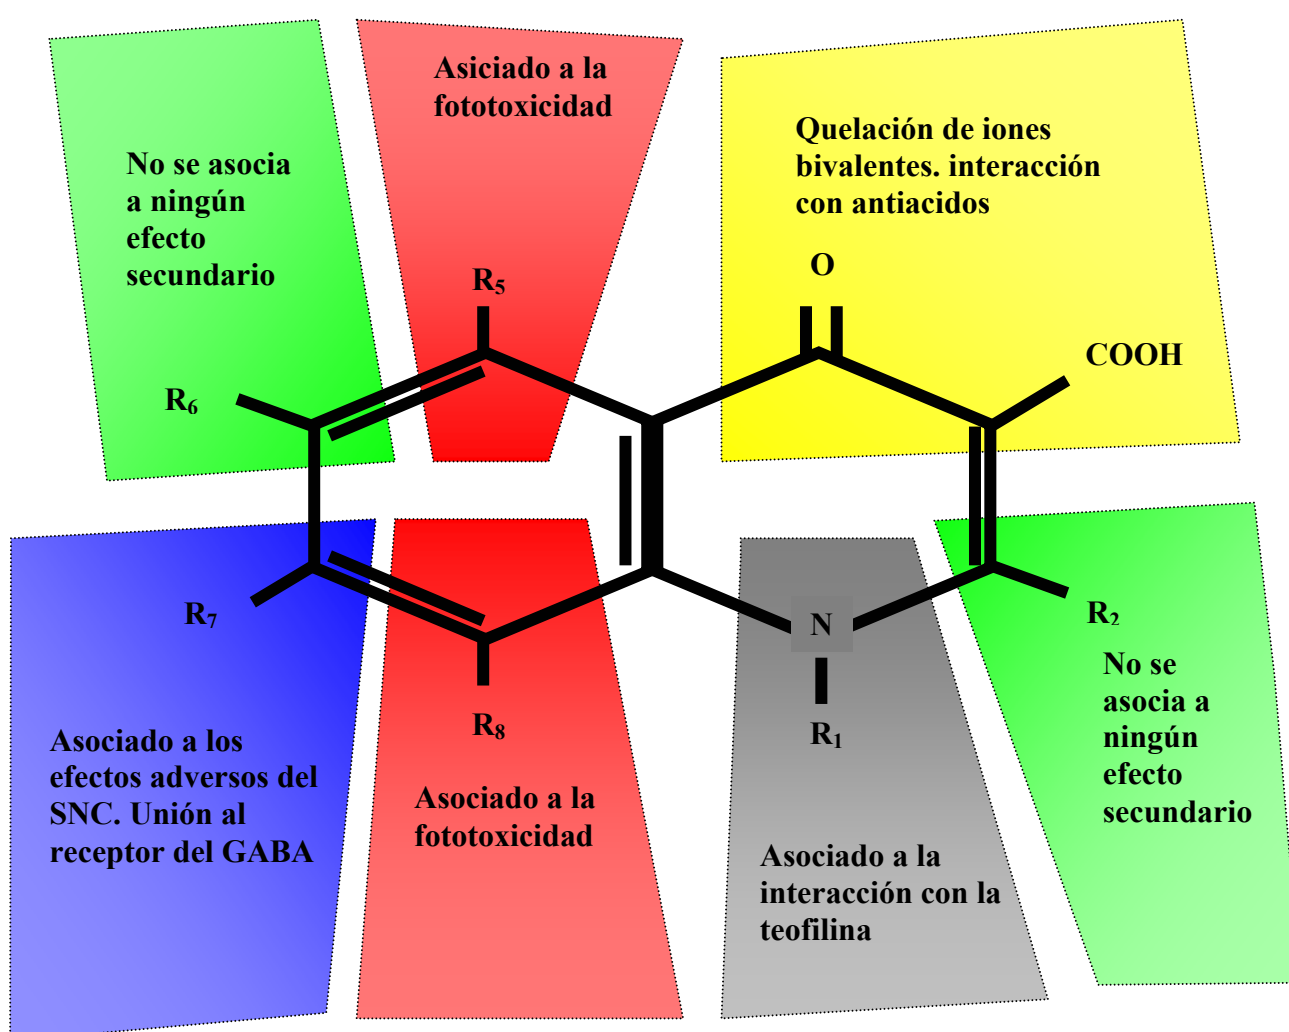 Asiciado a la
fototoxicidad
Quelación de iones
bivalentes. interacción
con antiacidos
No se asocia
a ningún
efecto
secundario
O
R₅
COOH
R₆
R₇
N
R₂
R₈
R₁
No se
asocia a
ningún
efecto
secundario
Asociado a los
efectos adversos del
SNC. Unión al
receptor del GABA
Asociado a la
fototoxicidad
Asociado a la
interacción con la
teofilina